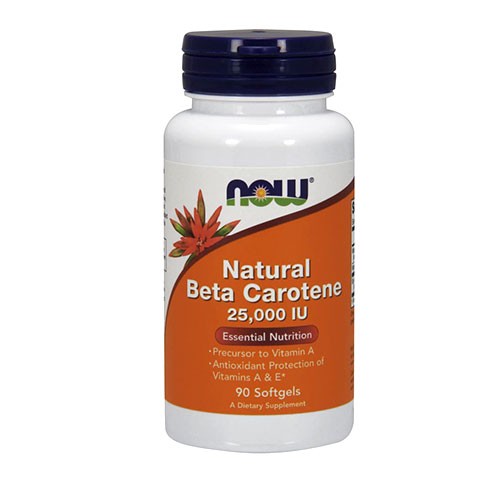 now®
Natural
Beta Carotene
25,000 IU
Essential Nutrition
•Precursor to Vitamin A
•Antioxidant Protection of
Vitamins A & E*
90 Softgels
A Dietary Supplement